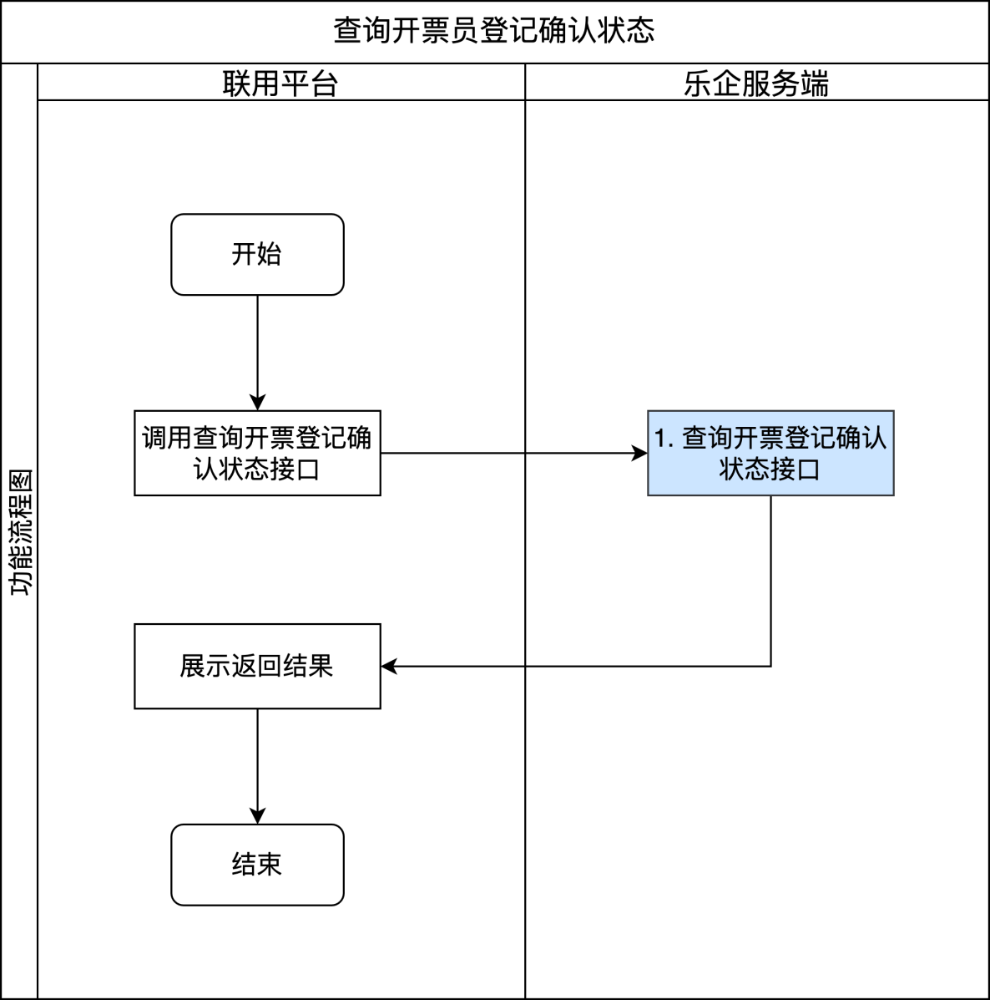 查询开票员登记确认状态
联用平台
乐企服务端
功能流程图
开始
调用查询开票登记确
认状态接口
1. 查询开票登记确认
状态接口
展示返回结果
结束